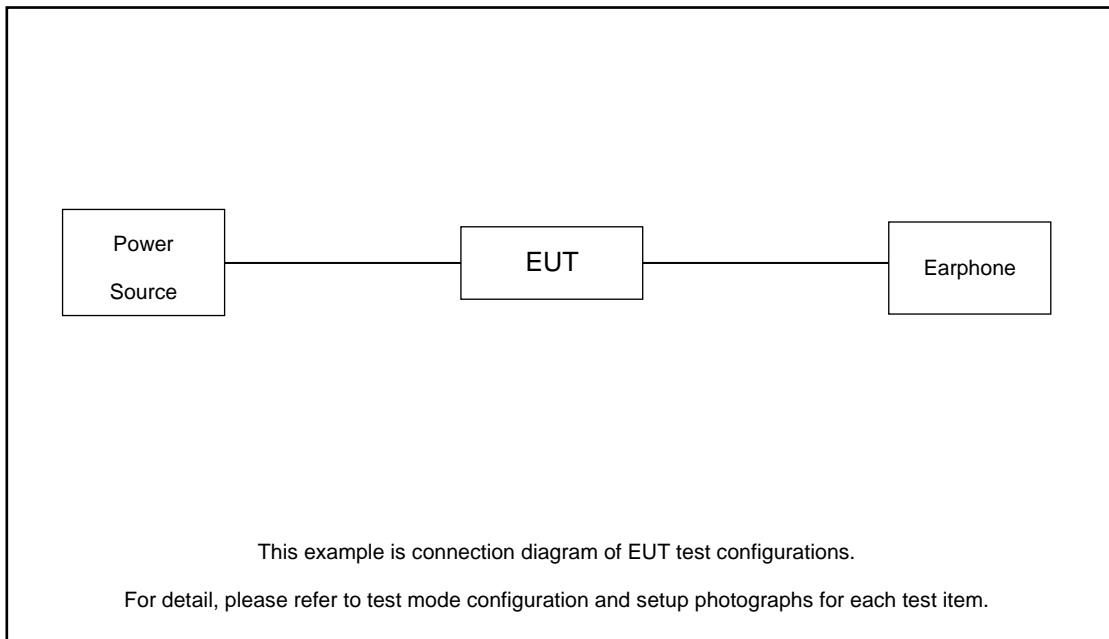 Power
Source
EUT
Earphone
This example is connection diagram of EUT test configurations.
For detail, please refer to test mode configuration and setup photographs for each test item.